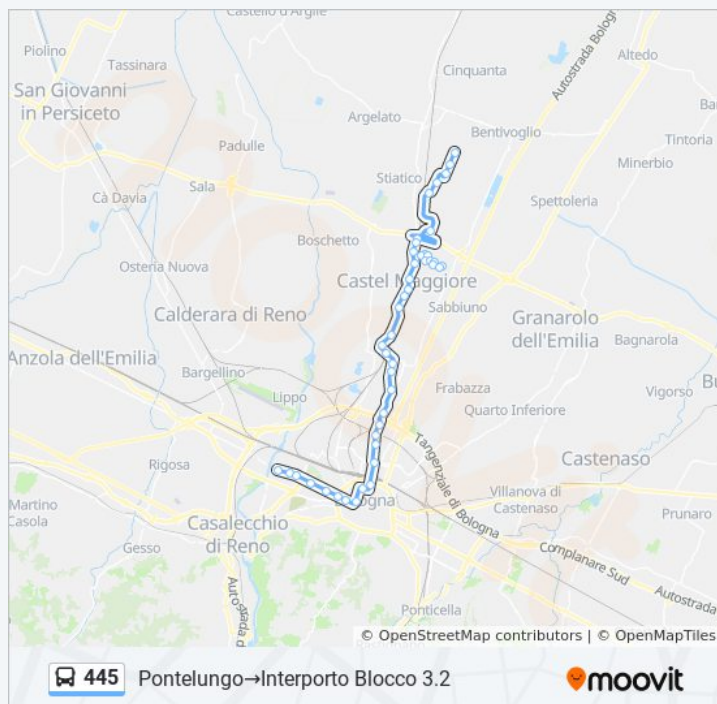 Castello d'Argile
Piolino
Tassinara
Cinquanta
Altedo
Autostrada Bolog
San Giovanni
in Persiceto
Argelato
Bentivoglio
Padulle
Tintoria
Minerbio
Cà Davia
Sala
Stiatico
Spettoleria
Boschetto
Osteria Nuova
Castel Maggiore
Sabbiuno
Calderara di Reno
Granarolo
dell'Emilia
Bagnarola
Anzola dell'Emilia
Bargellino
Lippo
Frabazza
Vigorso
Quarto Inferiore
Tangenziale di Bologna
Castenaso
Rigosa
Martino
Casola
Villanova di
Castenaso
Prunaro
Casalecchio
di Reno
Gesso
Complanare Sud
Autostrada
Ponticella
© OpenStreetMap contributors | © OpenMapTiles
445 Pontelungo→Interporto Blocco 3.2
moovit